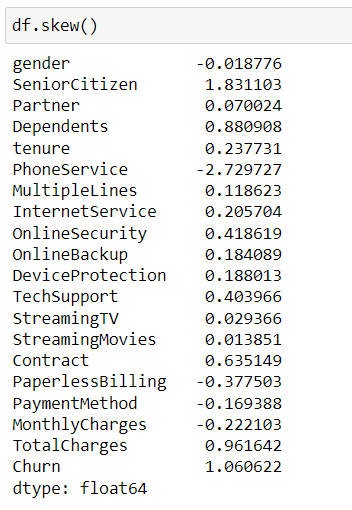 df.skew()
gender -0.018776
SeniorCitizen 1.831103
Partner 0.070024
Dependents 0.880908
tenure 0.237731
PhoneService -2.729727
MultipleLines 0.118623
InternetService 0.205704
OnlineSecurity 0.418619
OnlineBackup 0.184089
DeviceProtection 0.188013
TechSupport 0.403966
StreamingTV 0.029366
StreamingMovies 0.013851
Contract 0.635149
PaperlessBilling -0.377503
PaymentMethod -0.169388
MonthlyCharges -0.222103
TotalCharges 0.961642
Churn 1.060622
dtype: float64